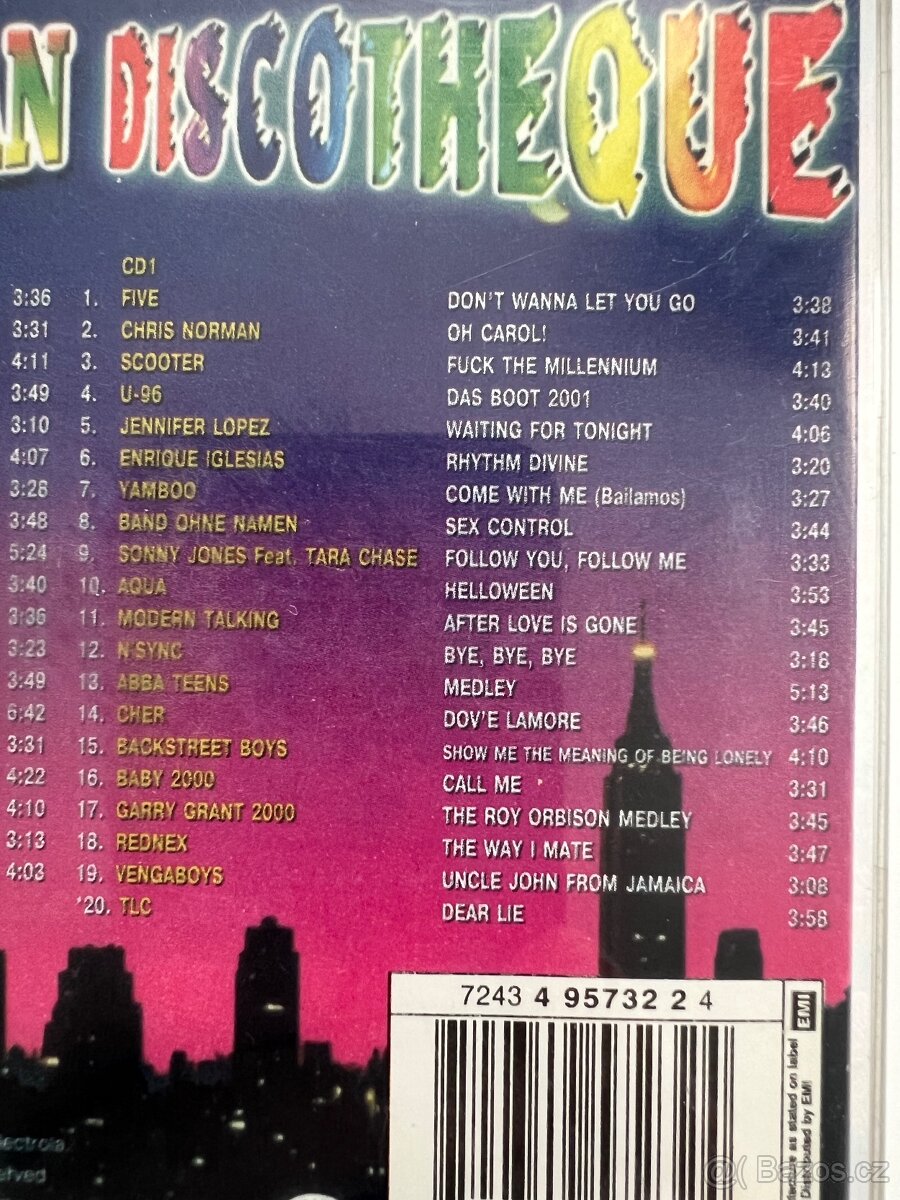 AN DISCOTHEQUE
CD1
3:36 1. FIVE DON'T WANNA LET YOU GO 3:38
3:31 2. CHRIS NORMAN OH CAROL! 3:41
4:11 3. SCOOTER FUCK THE MILLENNIUM 4:13
3:49 4. U-96 DAS BOOT 2001 3:40
3:10 5. JENNIFER LOPEZ WAITING FOR TONIGHT 4:06
4:07 6. ENRIQUE IGLESIAS RHYTHM DIVINE 3:20
3:26 7. YAMBOO COME WITH ME (Bailamos) 3:27
3:48 8. BAND OHNE NAMEN SEX CONTROL 3:44
5:24 9. SONNY JONES Feat. TARA CHASE FOLLOW YOU, FOLLOW ME 3:33
3:40 10. AQUA HELLOWEEN 3:53
3:36 11. MODERN TALKING AFTER LOVE IS GONE 3:45
3:23 12. N'SYNC BYE, BYE, BYE 3:18
3:49 13. ABBA TEENS MEDLEY 5:13
6:42 14. CHER DOV'E LAMORE 3:46
3:31 15. BACKSTREET BOYS SHOW ME THE MEANING OF BEING LONELY 4:10
4:22 16. BABY 2000 CALL ME 3:31
4:10 17. GARRY GRANT 2000 THE ROY ORBISON MEDLEY 3:45
3:13 18. REDNEX THE WAY I MATE 3:47
4:03 19. VENGABOYS UNCLE JOHN FROM JAMAICA 3:08
'20. TLC DEAR LIE 3:58
7243 4 95732 2 4
EMI
as stated on label
Distributed by EMI
lectrola
served
@ Bazos.cz